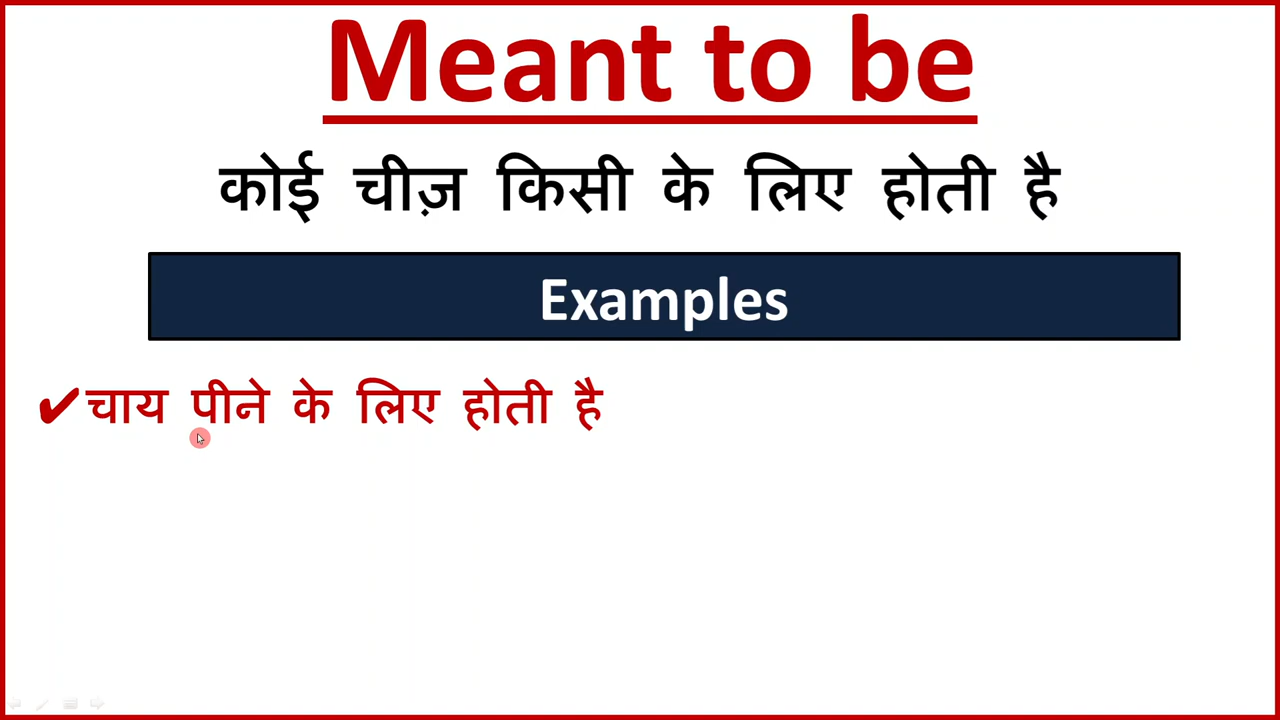 Meant to be
कोई चीज़ किसी के लिए होती है
Examples
✔चाय पीने के लिए होती है